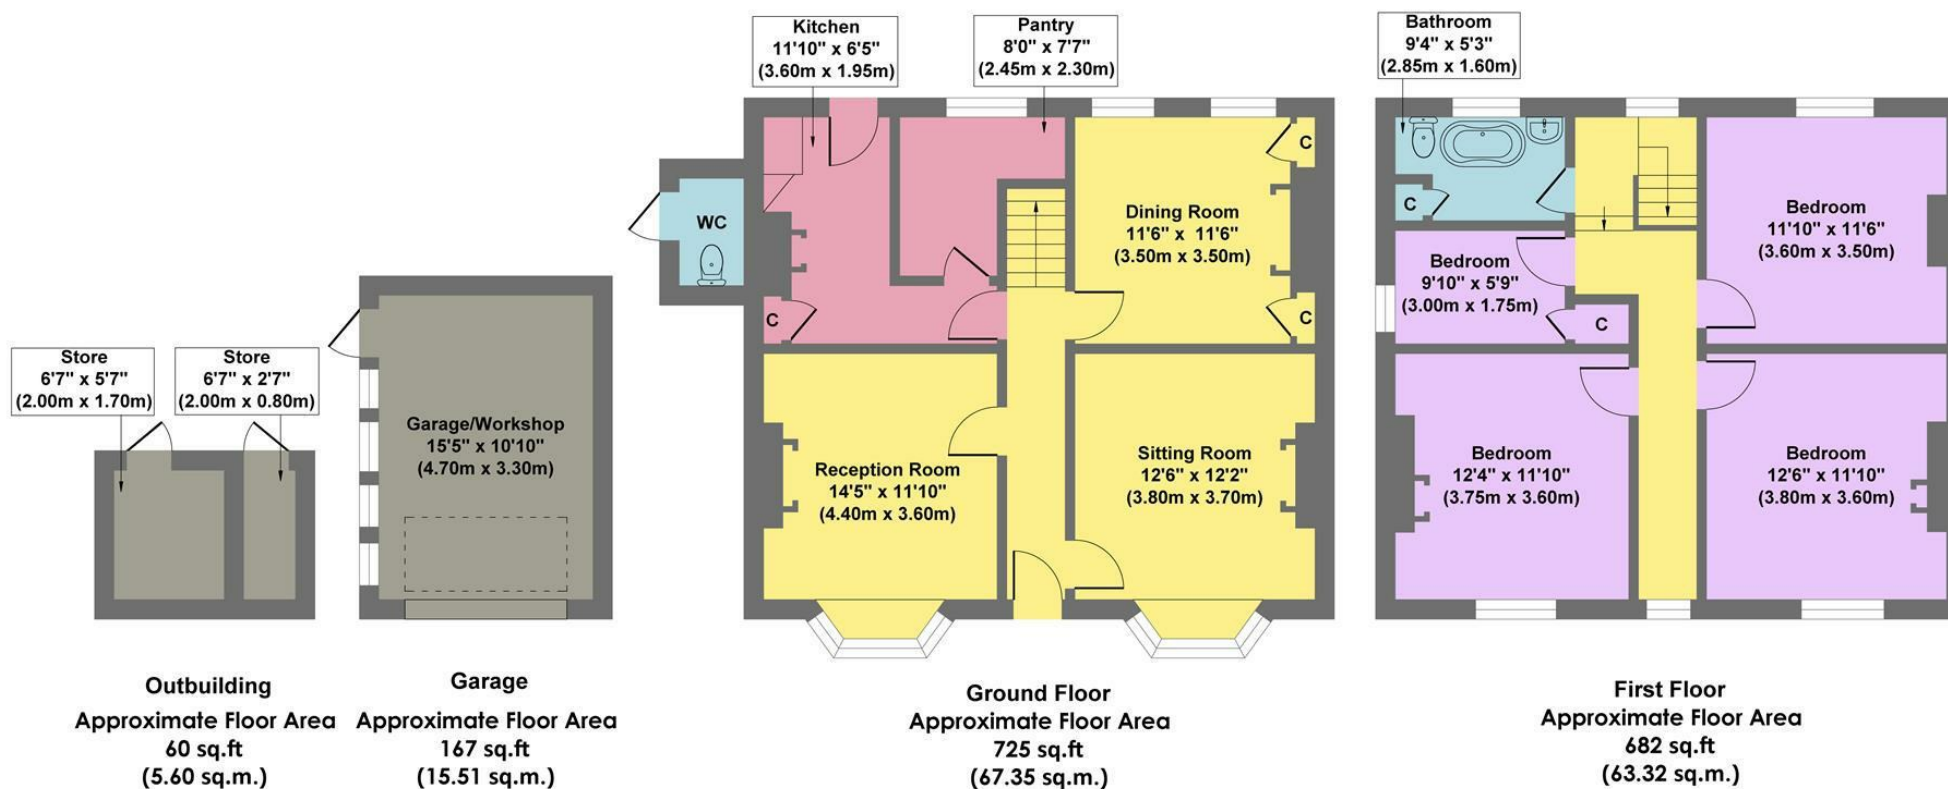 Kitchen
11'10" x 6'5"
(3.60m x 1.95m)
Pantry
8'0" x 7'7"
(2.45m x 2.30m)
Bathroom
9'4" x 5'3"
(2.85m x 1.60m)
WC
C
C
C
Dining Room
11'6" x 11'6"
(3.50m x 3.50m)
C
Bedroom
9'10" x 5'9"
(3.00m x 1.75m)
C
Bedroom
11'10" x 11'6"
(3.60m x 3.50m)
Store
6'7" x 5'7"
(2.00m x 1.70m)
Store
6'7" x 2'7"
(2.00m x 0.80m)
Garage/Workshop
15'5" x 10'10"
(4.70m x 3.30m)
Reception Room
14'5" x 11'10"
(4.40m x 3.60m)
Sitting Room
12'6" x 12'2"
(3.80m x 3.70m)
Bedroom
12'4" x 11'10"
(3.75m x 3.60m)
Bedroom
12'6" x 11'10"
(3.80m x 3.60m)
Outbuilding
Approximate Floor Area
60 sq.ft
(5.60 sq.m.)
Garage
Approximate Floor Area
167 sq.ft
(15.51 sq.m.)
Ground Floor
Approximate Floor Area
725 sq.ft
(67.35 sq.m.)
First Floor
Approximate Floor Area
682 sq.ft
(63.32 sq.m.)